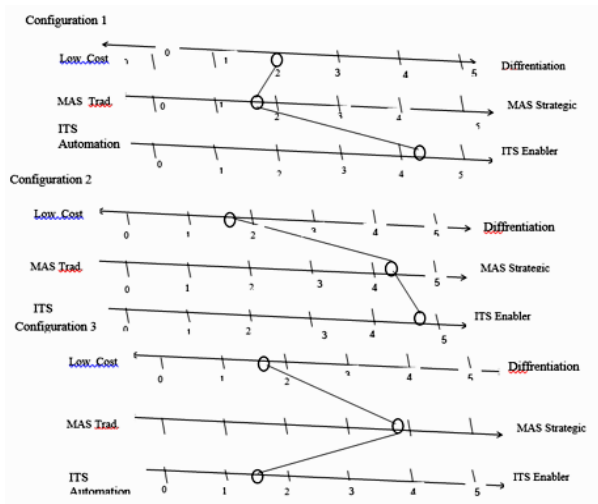 Configuration 1
0
Low Cost 1 2 3 4 5 Diffrentiation
MAS Trad. 0 1 2 4 MAS Strategic
ITS
Automation 0 1 2 3 4 5 ITS Enabler
Configuration 2
Low Cost 0 1 2 3 4 5 Diffrentiation
MAS Trad. 0 1 2 3 4 5 MAS Strategic
ITS 0 1 2 3 4 5 ITS Enabler
Configuration 3
Low Cost 0 1 2 3 4 5 Diffrentiation
MAS Trad. MAS Strategic
ITS
Automation 0 1 2 3 4 5 ITS Enabler